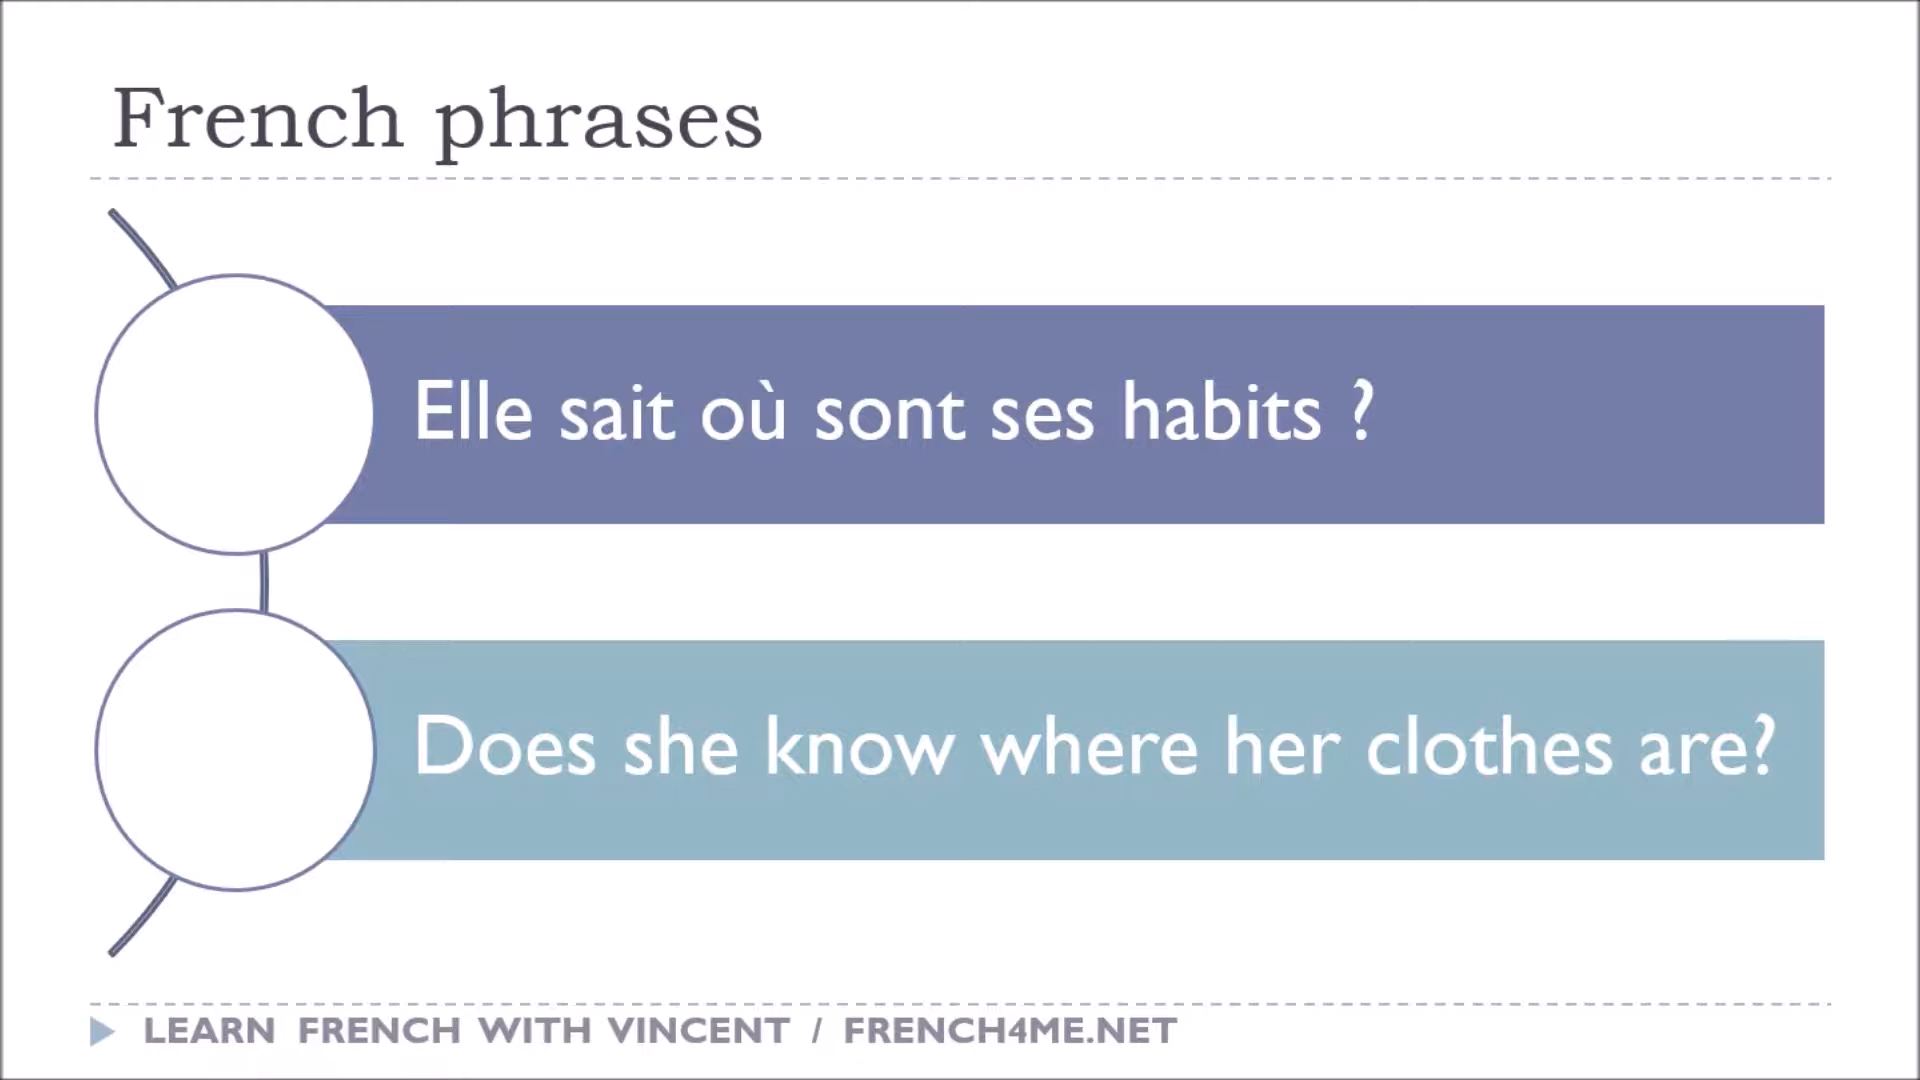 French phrases
Elle sait où sont ses habits ?
Does she know where her clothes are?
LEARN FRENCH WITH VINCENT / FRENCH4ME.NET